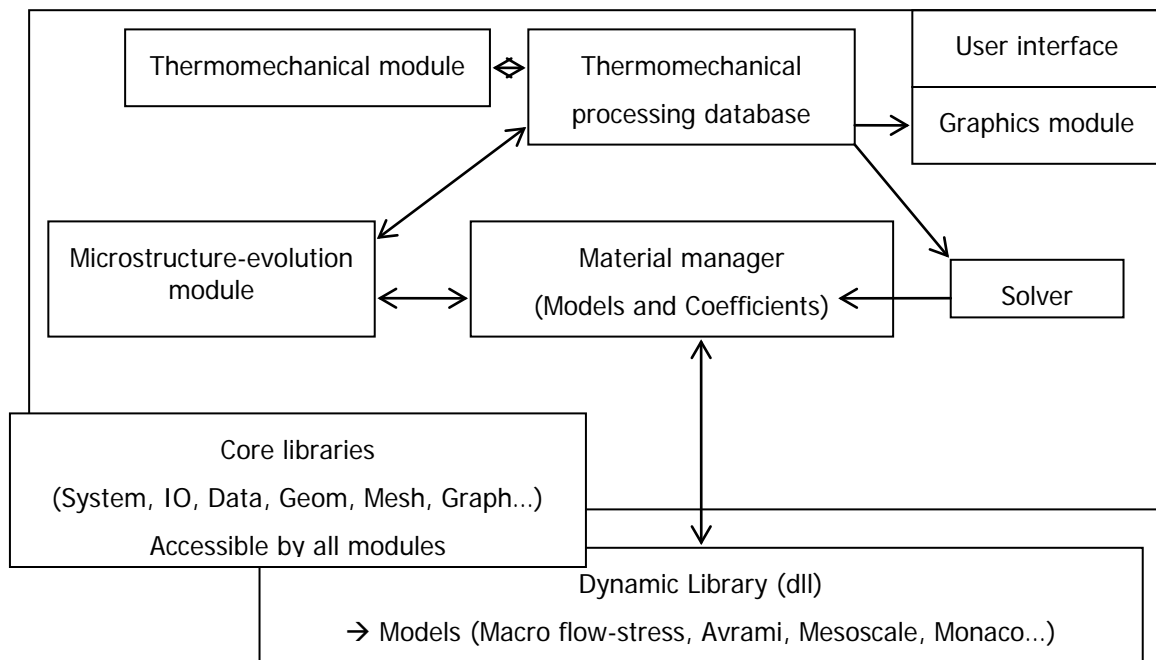 Thermomechanical module
Thermomechanical
processing database
User interface
Graphics module
Microstructure-evolution
module
Material manager
(Models and Coefficients)
Solver
Core libraries
(System, IO, Data, Geom, Mesh, Graph…)
Accessible by all modules
Dynamic Library (dll)
→ Models (Macro flow-stress, Avrami, Mesoscale, Monaco…)